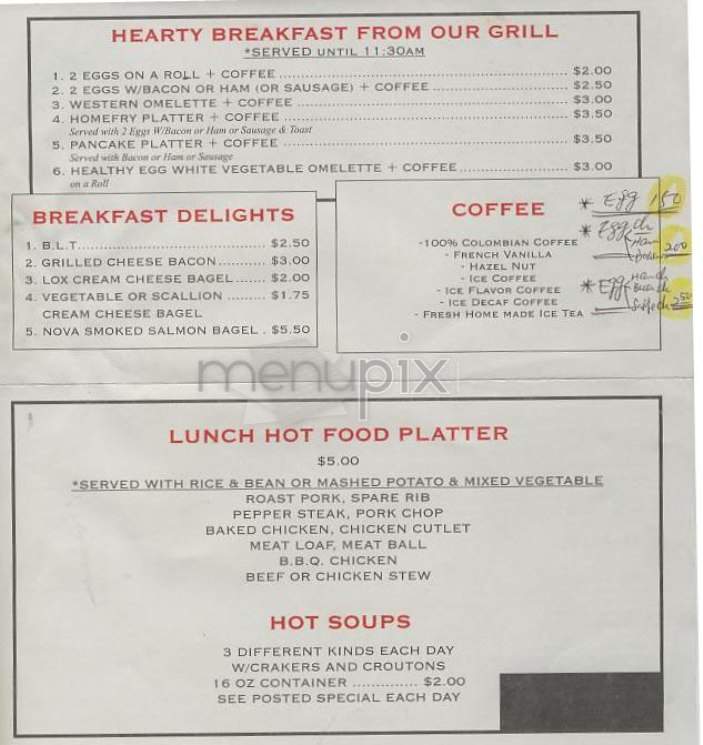 HEARTY BREAKFAST FROM OUR GRILL
*SERVED UNTIL 11:30AM
1. 2 EGGS ON A ROLL + COFFEE ........ $2.00
2. 2 EGGS W/BACON OR HAM (OR SAUSAGE) + COFFEE ........ $2.50
3. WESTERN OMELETTE + COFFEE ........ $3.00
4. HOMEFRY PLATTER + COFFEE ........ $3.50
Served with 2 Eggs W/Bacon or Ham or Sausage & Toast
5. PANCAKE PLATTER + COFFEE ........ $3.50
Served with Bacon or Ham or Sausage
6. HEALTHY EGG WHITE VEGETABLE OMELETTE + COFFEE ........ $3.00
on a Roll
BREAKFAST DELIGHTS
1. B.L.T. ........ $2.50
2. GRILLED CHEESE BACON ........ $3.00
3. LOX CREAM CHEESE BAGEL ...... $2.00
4. VEGETABLE OR SCALLION ........ $1.75
CREAM CHEESE BAGEL
5. NOVA SMOKED SALMON BAGEL . $5.50
COFFEE
-100% COLOMBIAN COFFEE
- FRENCH VANILLA
- HAZEL NUT
- ICE COFFEE
- ICE FLAVOR COFFEE
- ICE DECAF COFFEE
- FRESH HOME MADE ICE TEA
* Egg 150
* Egg ch
Ham
200
* Egg
250
menupix
LUNCH HOT FOOD PLATTER
$5.00
*SERVED WITH RICE & BEAN OR MASHED POTATO & MIXED VEGETABLE
ROAST PORK, SPARE RIB
PEPPER STEAK, PORK CHOP
BAKED CHICKEN, CHICKEN CUTLET
MEAT LOAF, MEAT BALL
B.B.Q. CHICKEN
BEEF OR CHICKEN STEW
HOT SOUPS
3 DIFFERENT KINDS EACH DAY
W/CRAKERS AND CROUTONS
16 OZ CONTAINER .............. $2.00
SEE POSTED SPECIAL EACH DAY